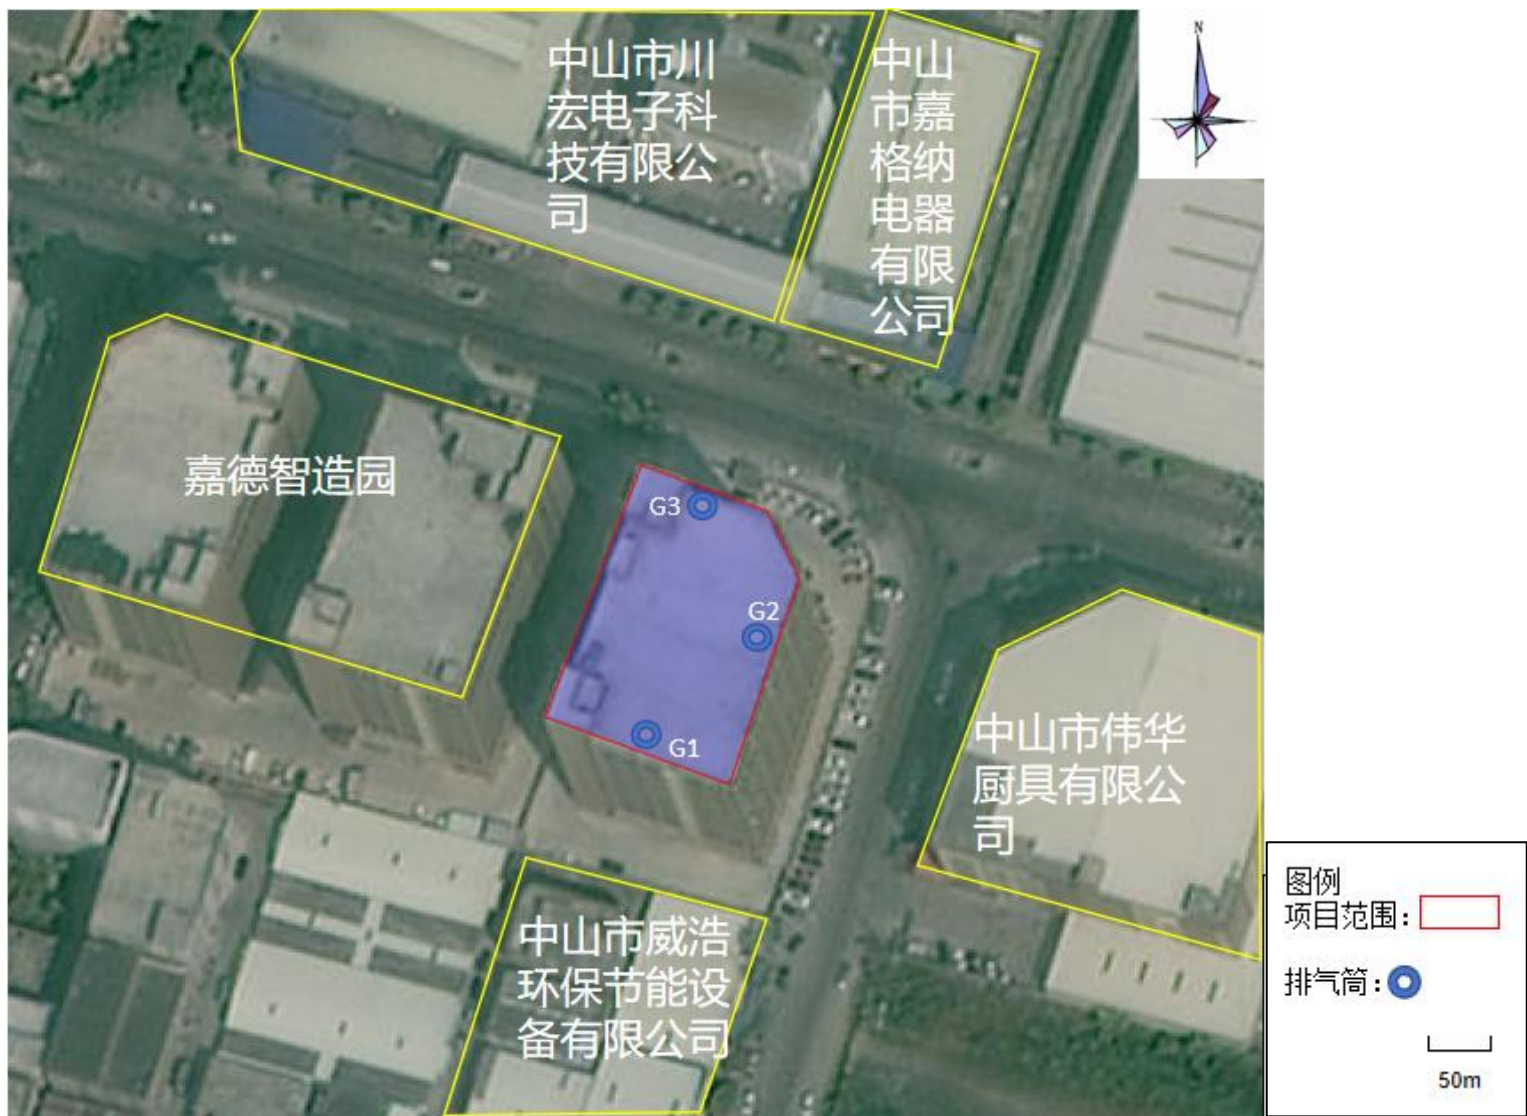 中山市川
宏电子科
技有限公
司
中山
市嘉
格纳
电器
有限
公司
N
嘉德智造园
G3
G2
G1
中山市伟华
厨具有限公
司
中山市威浩
环保节能设
备有限公司
图例
项目范围：
排气筒：
50m